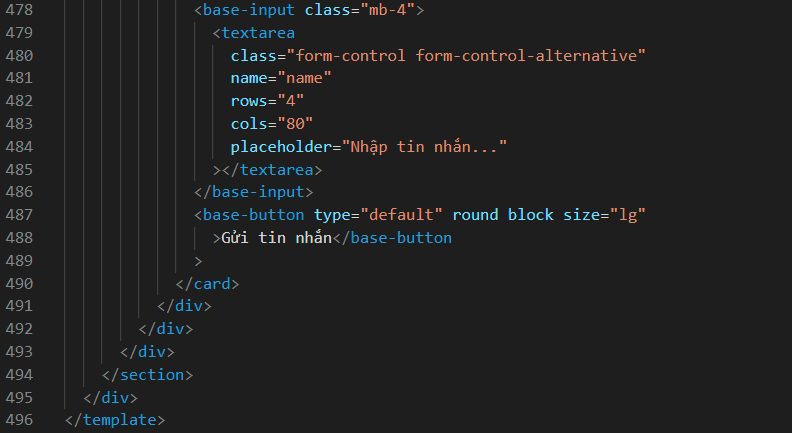 478 <base-input class="mb-4">
479 <textarea
480 class="form-control form-control-alternative"
481 name="name"
482 rows="4"
483 cols="80"
484 placeholder="Nhập tin nhắn..."
485 ></textarea>
486 </base-input>
487 <base-button type="default" round block size="lg"
488 >Gửi tin nhắn</base-button
489 >
490 </card>
491 </div>
492 </div>
493 </div>
494 </section>
495 </div>
496 </template>